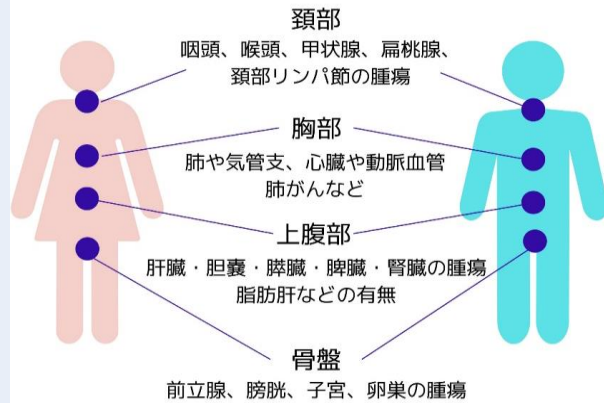 頚部
咽頭、喉頭、甲状腺、扁桃腺、
頚部リンパ節の腫瘍
胸部
肺や気管支、心臓や動脈血管
肺がんなど
上腹部
肝臓・胆嚢・膵臓・脾臓・腎臓の腫瘍
脂肪肝などの有無
骨盤
前立腺、膀胱、子宮、卵巣の腫瘍